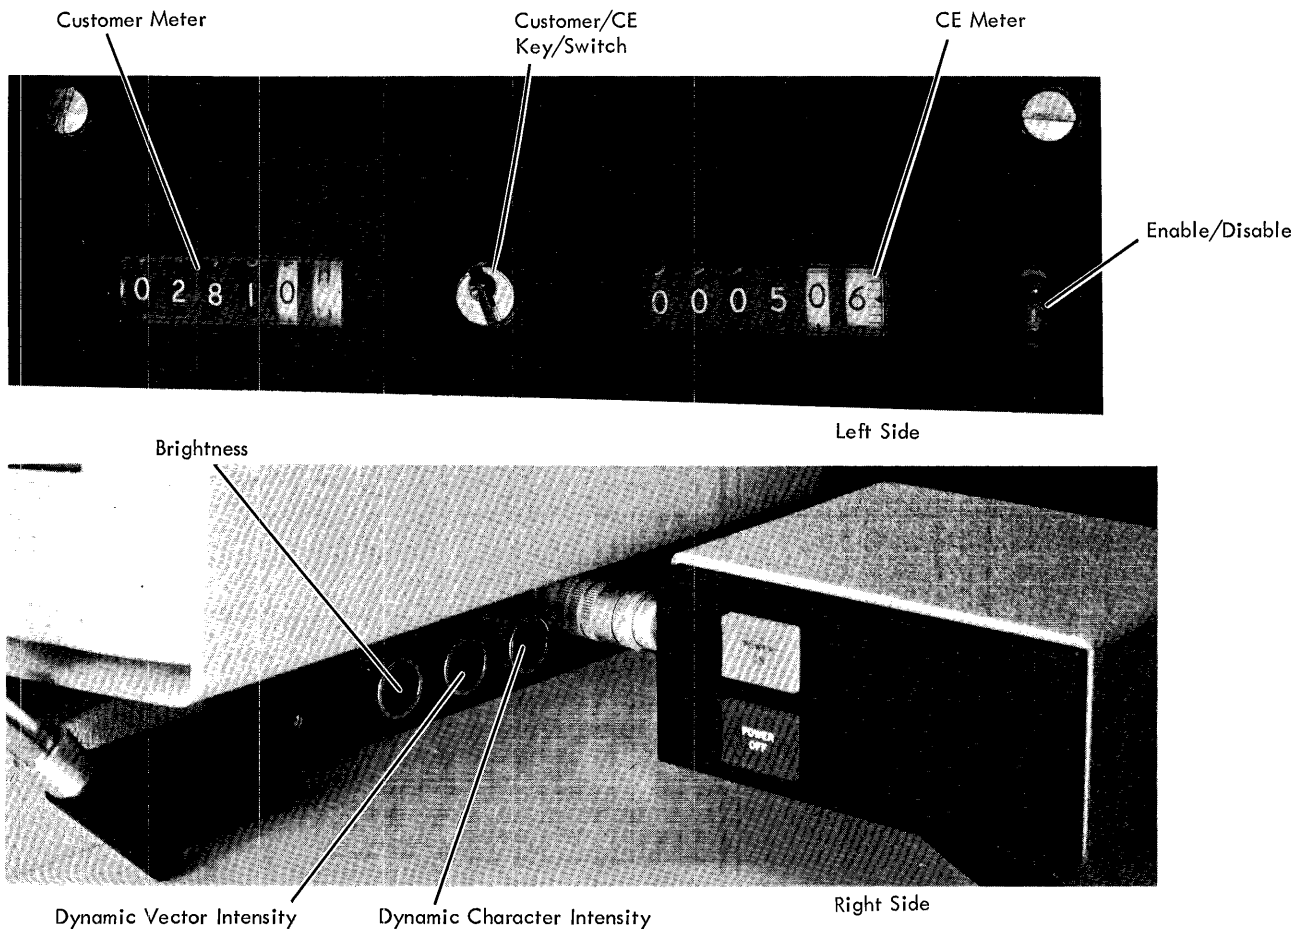 Customer Meter
Customer/CE
Key/Switch
CE Meter
Enable/Disable
0 2 8 1 0
0 0 0 5 0 6
Left Side
Brightness
POWER
OFF
Dynamic Vector Intensity
Dynamic Character Intensity
Right Side